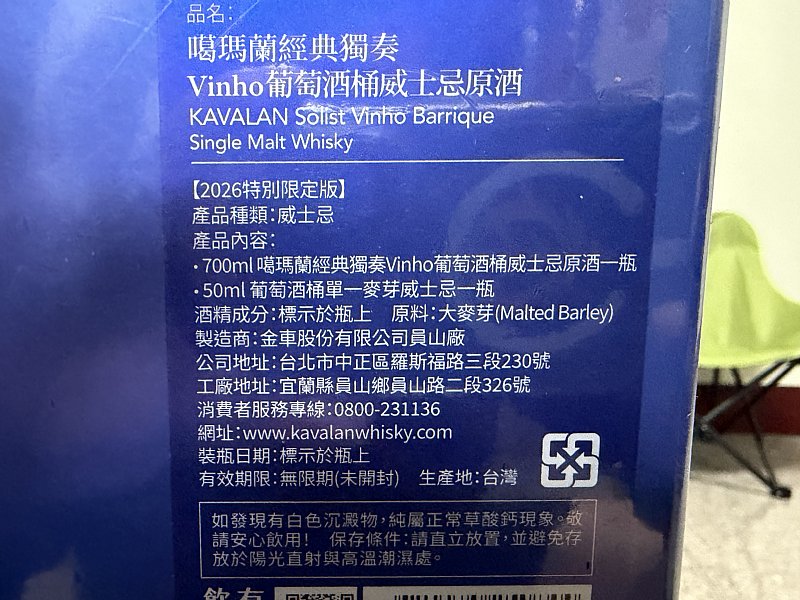 品名:
噶瑪蘭經典獨奏
Vinho葡萄酒桶威士忌原酒
KAVALAN Solist Vinho Barrique
Single Malt Whisky
【2026特別限定版】
產品種類:威士忌
產品內容:
・700ml 噶瑪蘭經典獨奏Vinho葡萄酒桶威士忌原酒一瓶
・50ml 葡萄酒桶單一麥芽威士忌一瓶
酒精成分:標示於瓶上 原料:大麥芽(Malted Barley)
製造商:金車股份有限公司員山廠
公司地址:台北市中正區羅斯福路三段230號
工廠地址:宜蘭縣員山鄉員山路二段326號
消費者服務專線:0800-231136
網址:www.kavalanwhisky.com
裝瓶日期:標示於瓶上
有效期限:無限期(未開封) 生產地:台灣
如發現有白色沉澱物,純屬正常草酸鈣現象。敬
請安心飲用! 保存條件:請直立放置,並避免存
放於陽光直射與高溫潮濕處。
飲 有